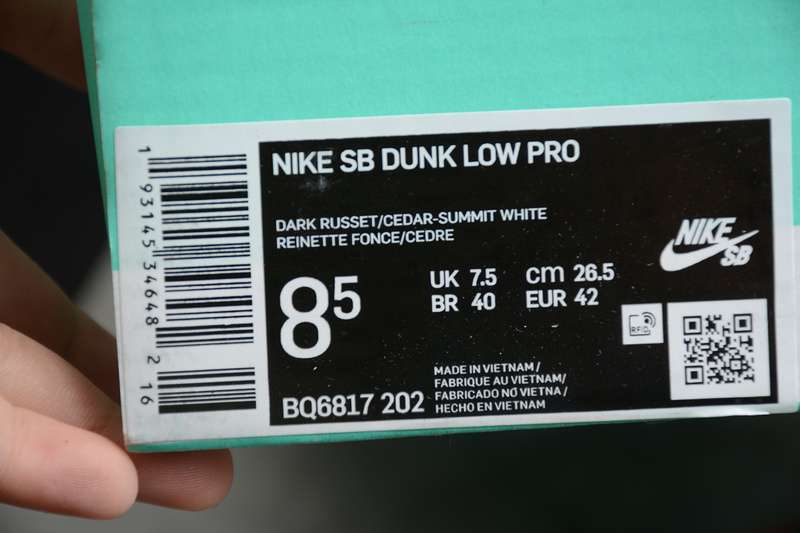 NIKE SB DUNK LOW PRO
DARK RUSSET/CEDAR-SUMMIT WHITE
REINETTE FONCE/CEDRE
8 5
UK 7.5 cm 26.5
BR 40 EUR 42
NIKE
SB
RFID
MADE IN VIETNAM/
FABRIQUE AU VIETNAM/
FABRICADO NO VIETNA/
HECHO EN VIETNAM
BQ6817 202
1 93145 34648 2 16